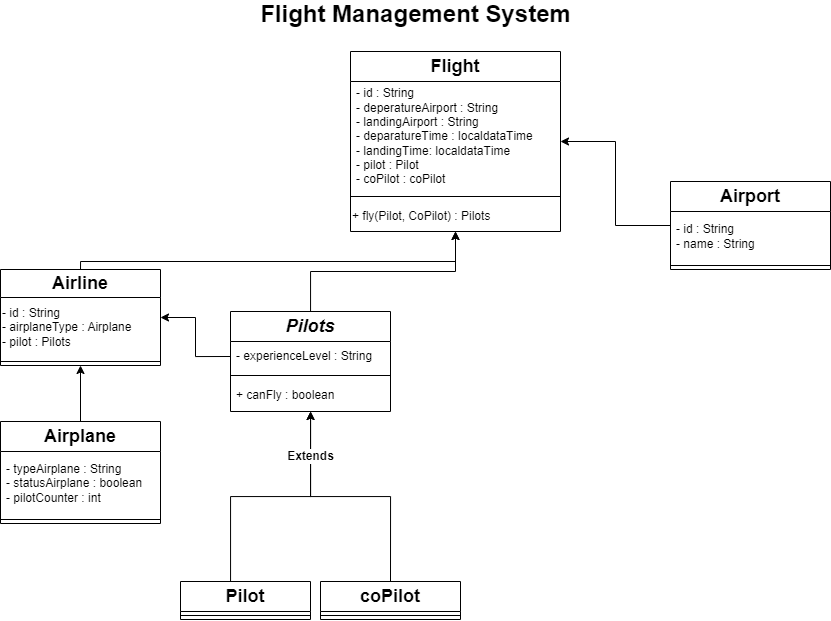 Flight Management System
Flight
- id : String
- deperatureAirport : String
- landingAirport : String
- deparatureTime : localdataTime
- landingTime: localdataTime
- pilot : Pilot
- coPilot : coPilot
+ fly(Pilot, CoPilot) : Pilots
Airport
- id : String
- name : String
Airline
- id : String
- airplaneType : Airplane
- pilot : Pilots
Pilots
- experienceLevel : String
+ canFly : boolean
Airplane
- typeAirplane : String
- statusAirplane : boolean
- pilotCounter : int
Extends
Pilot
coPilot